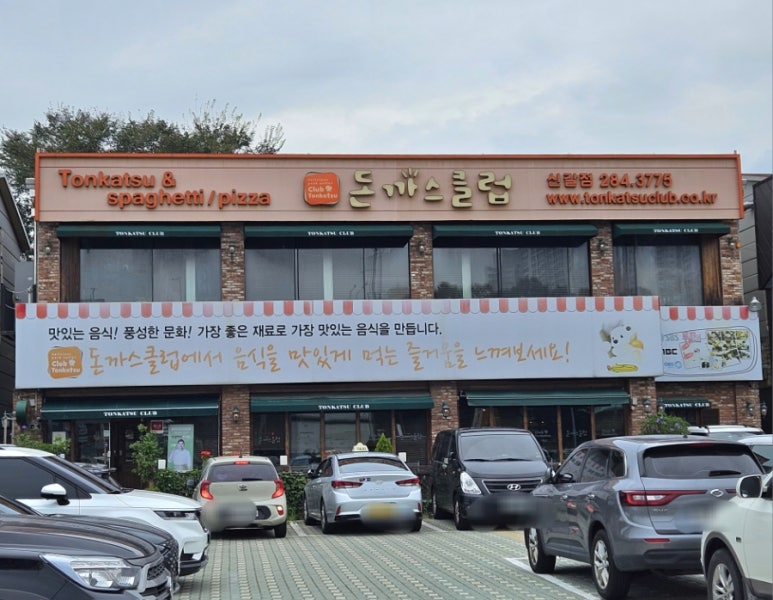 Tonkatsu &
spaghetti/pizza
Club
Tonkatsu
돈까스클럽
신갈점 284.3775
www.tonkatsuclub.co.kr
TONKATSU CLUB
TONKATSU CLUB
TONKATSU CLUB
TONKATSU CLUB
맛있는 음식! 풍성한 문화! 가장 좋은 재료로 가장 맛있는 음식을 만듭니다.
Club
Tonkatsu
돈까스클럽에서 음식을 맛있게 먹는 즐거움을 느껴보세요!
SBS
MBC
TONKATSU CLUB
TONKATSU CLUB
TONKATSU CLUB
TONKATSU CLUB